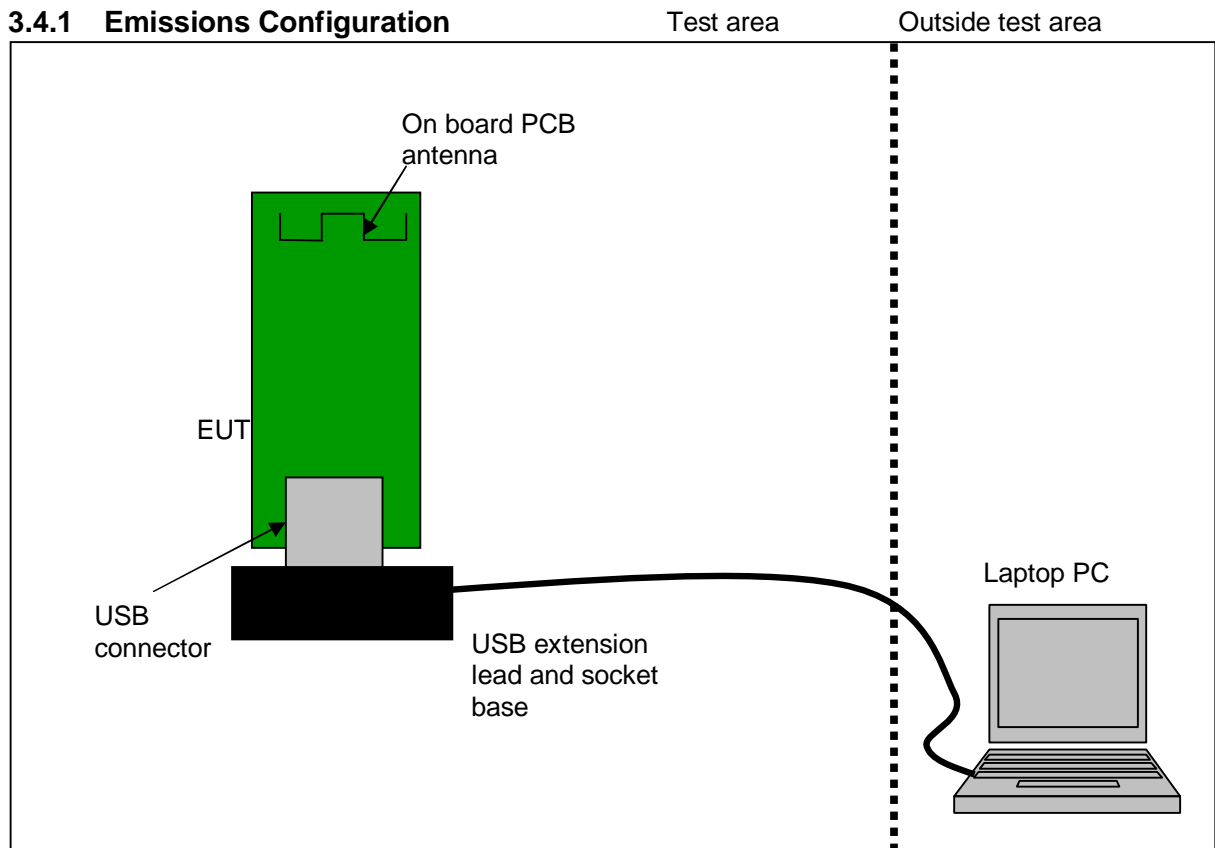 3.4.1 Emissions Configuration
Test area
Outside test area
On board PCB
antenna
EUT
USB
connector
USB extension
lead and socket
base
Laptop PC